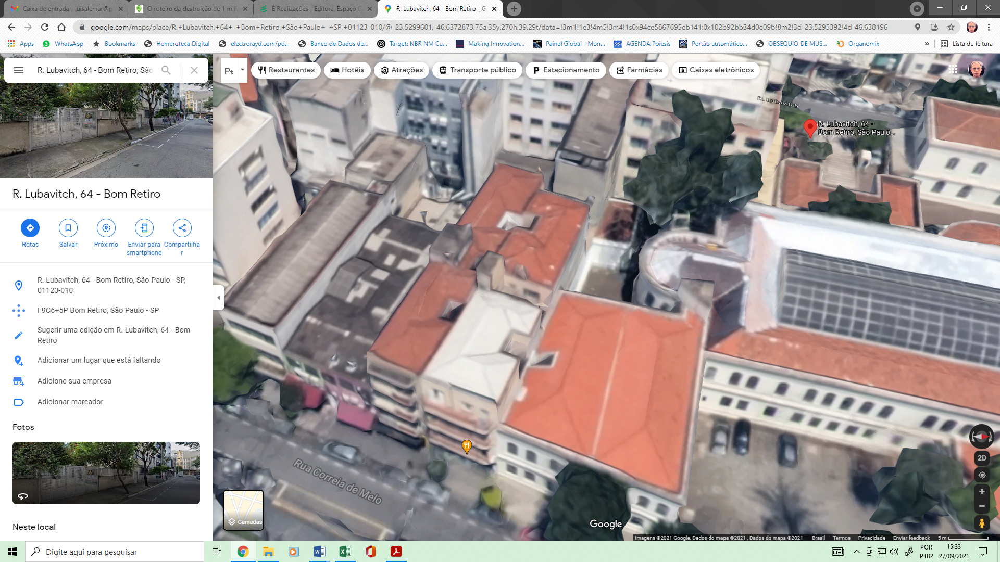 Caixa de entrada - luisalemar@p
O roteiro da destruição de 1 mil
É Realizações - Editora, Espaço C
R. Lubavitch, 64 - Bom Retiro - G
google.com/maps/place/R.+Lubavitch,+64+-+Bom+Retiro,+São+Paulo+-+SP,+01123-010/@-23.5299601,-46.6372873,75a,35y,270h,39.29t/data=!3m1!1e3!4m5!3m4!1s0x94ce5867695eb141:0x102b92bb34d0e09b!8m2!3d-23.5295392!4d-46.638196
Apps
WhatsApp
Bookmarks
Hemeroteca Digital
electrorayd.com/pd...
Banco de Dados de...
Target: NBR NM Cu...
Making Innovation...
Painel Global - Mon...
22
AGENDA Poiesis
Portão automático...
OBSEQUIO DE MUS...
Organomix
»
Lista de leitura
R. Lubavitch, 64 - Bom Retiro, São
Pt
Restaurantes
Hotéis
Atrações
Transporte público
Estacionamento
Farmácias
Caixas eletrônicos
R. Lubavitch
R. Lubavitch, 64 -
Bom Retiro, São Paulo...
R. Lubavitch, 64 - Bom Retiro
Rotas
Salvar
Próximo
Enviar para
smartphone
Compartilha
r
R. Lubavitch, 64 - Bom Retiro, São Paulo - SP,
01123-010
F9C6+5P Bom Retiro, São Paulo - SP
Sugerir uma edição em R. Lubavitch, 64 - Bom
Retiro
Adicionar um lugar que está faltando
Adicione sua empresa
Adicionar marcador
Fotos
Neste local
Rua Correia de Melo
Camadas
Google
2D
Imagens ©2021 Google, Dados do mapa ©2021 , Dados do mapa ©2021
Brasil
Termos
Privacidade
Enviar feedback
5 m
Digite aqui para pesquisar
POR
PTB2
15:33
27/09/2021